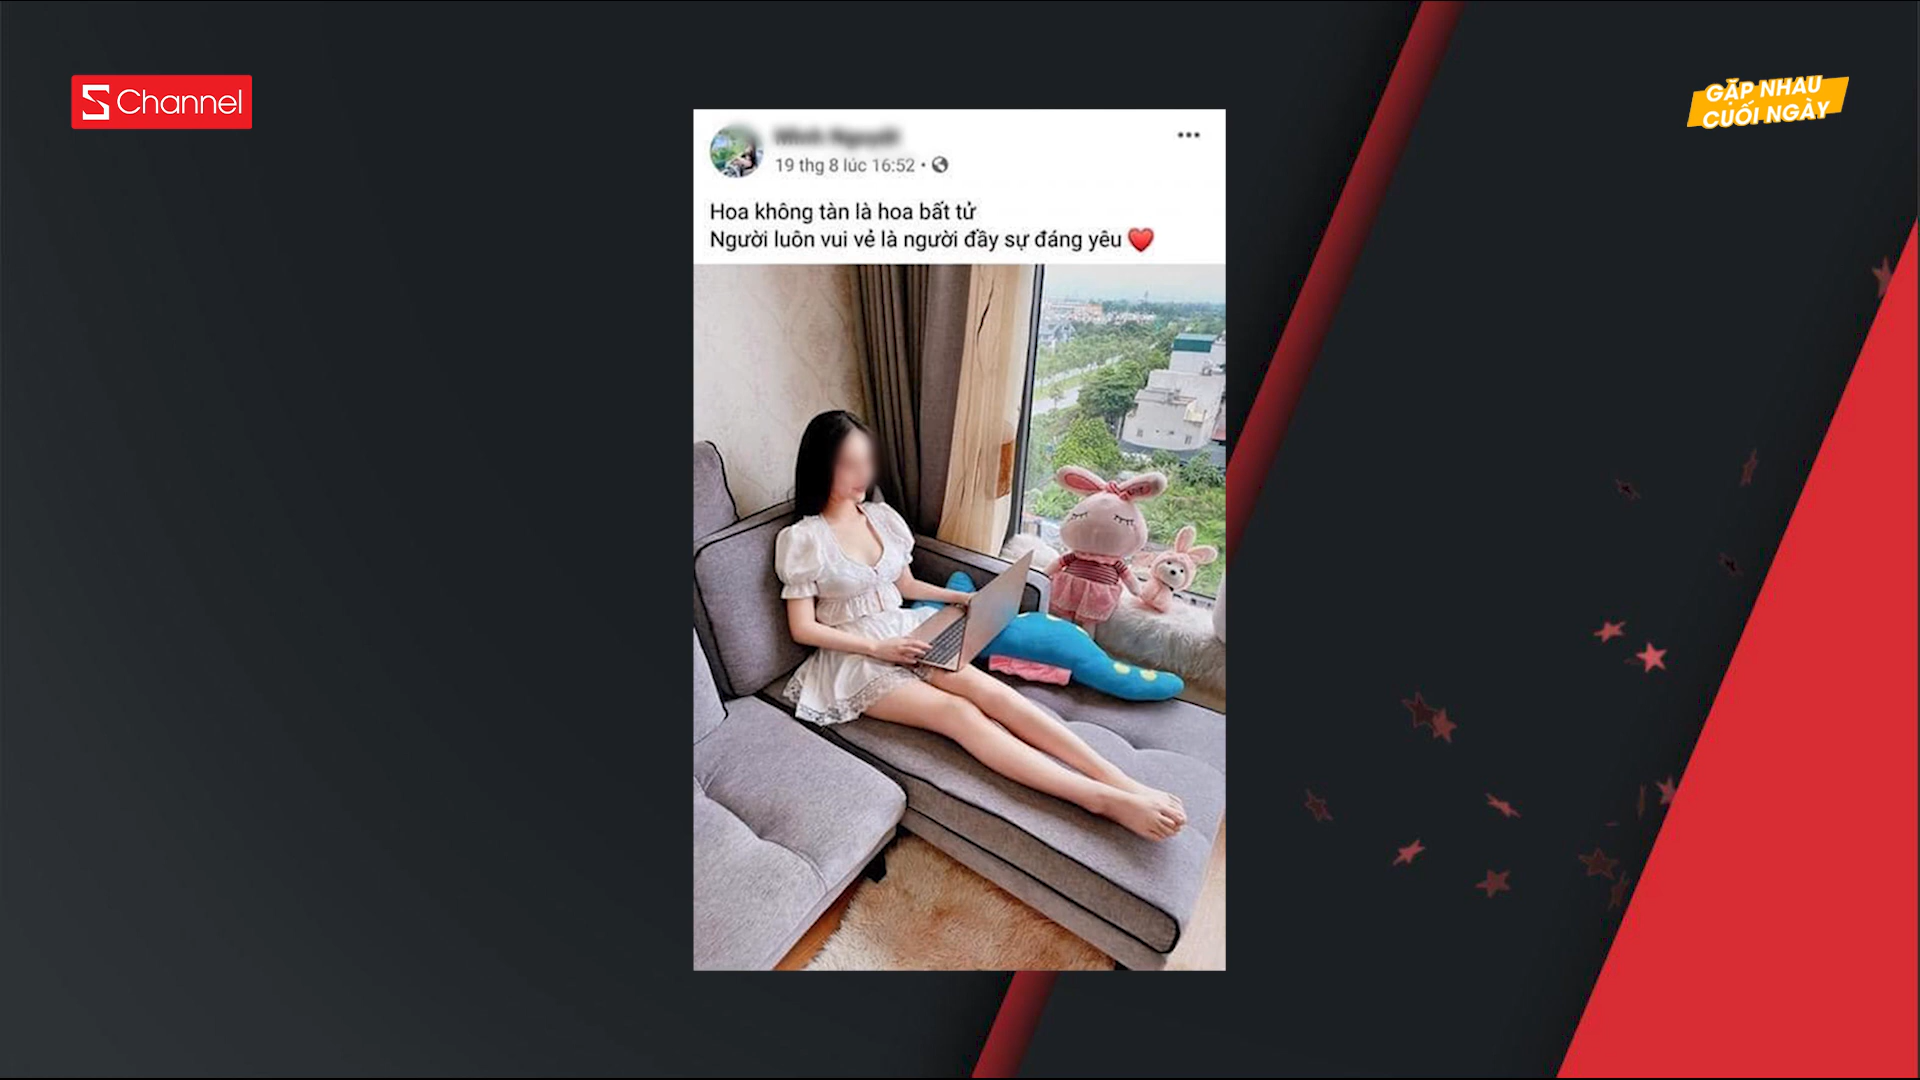 S Channel
GẶP NHAU
CUỐI NGÀY
19 thg 8 lúc 16:52
Hoa không tàn là hoa bất tử
Người luôn vui vẻ là người đầy sự đáng yêu ❤️